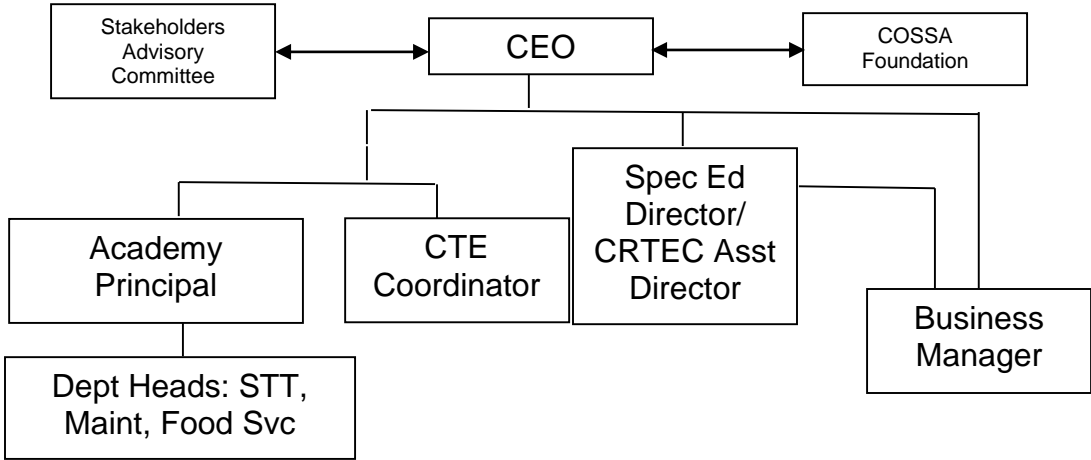 Stakeholders
Advisory
Committee
CEO
COSSA
Foundation
Academy
Principal
CTE
Coordinator
Spec Ed
Director/
CRTEC Asst
Director
Business
Manager
Dept Heads: STT,
Maint, Food Svc